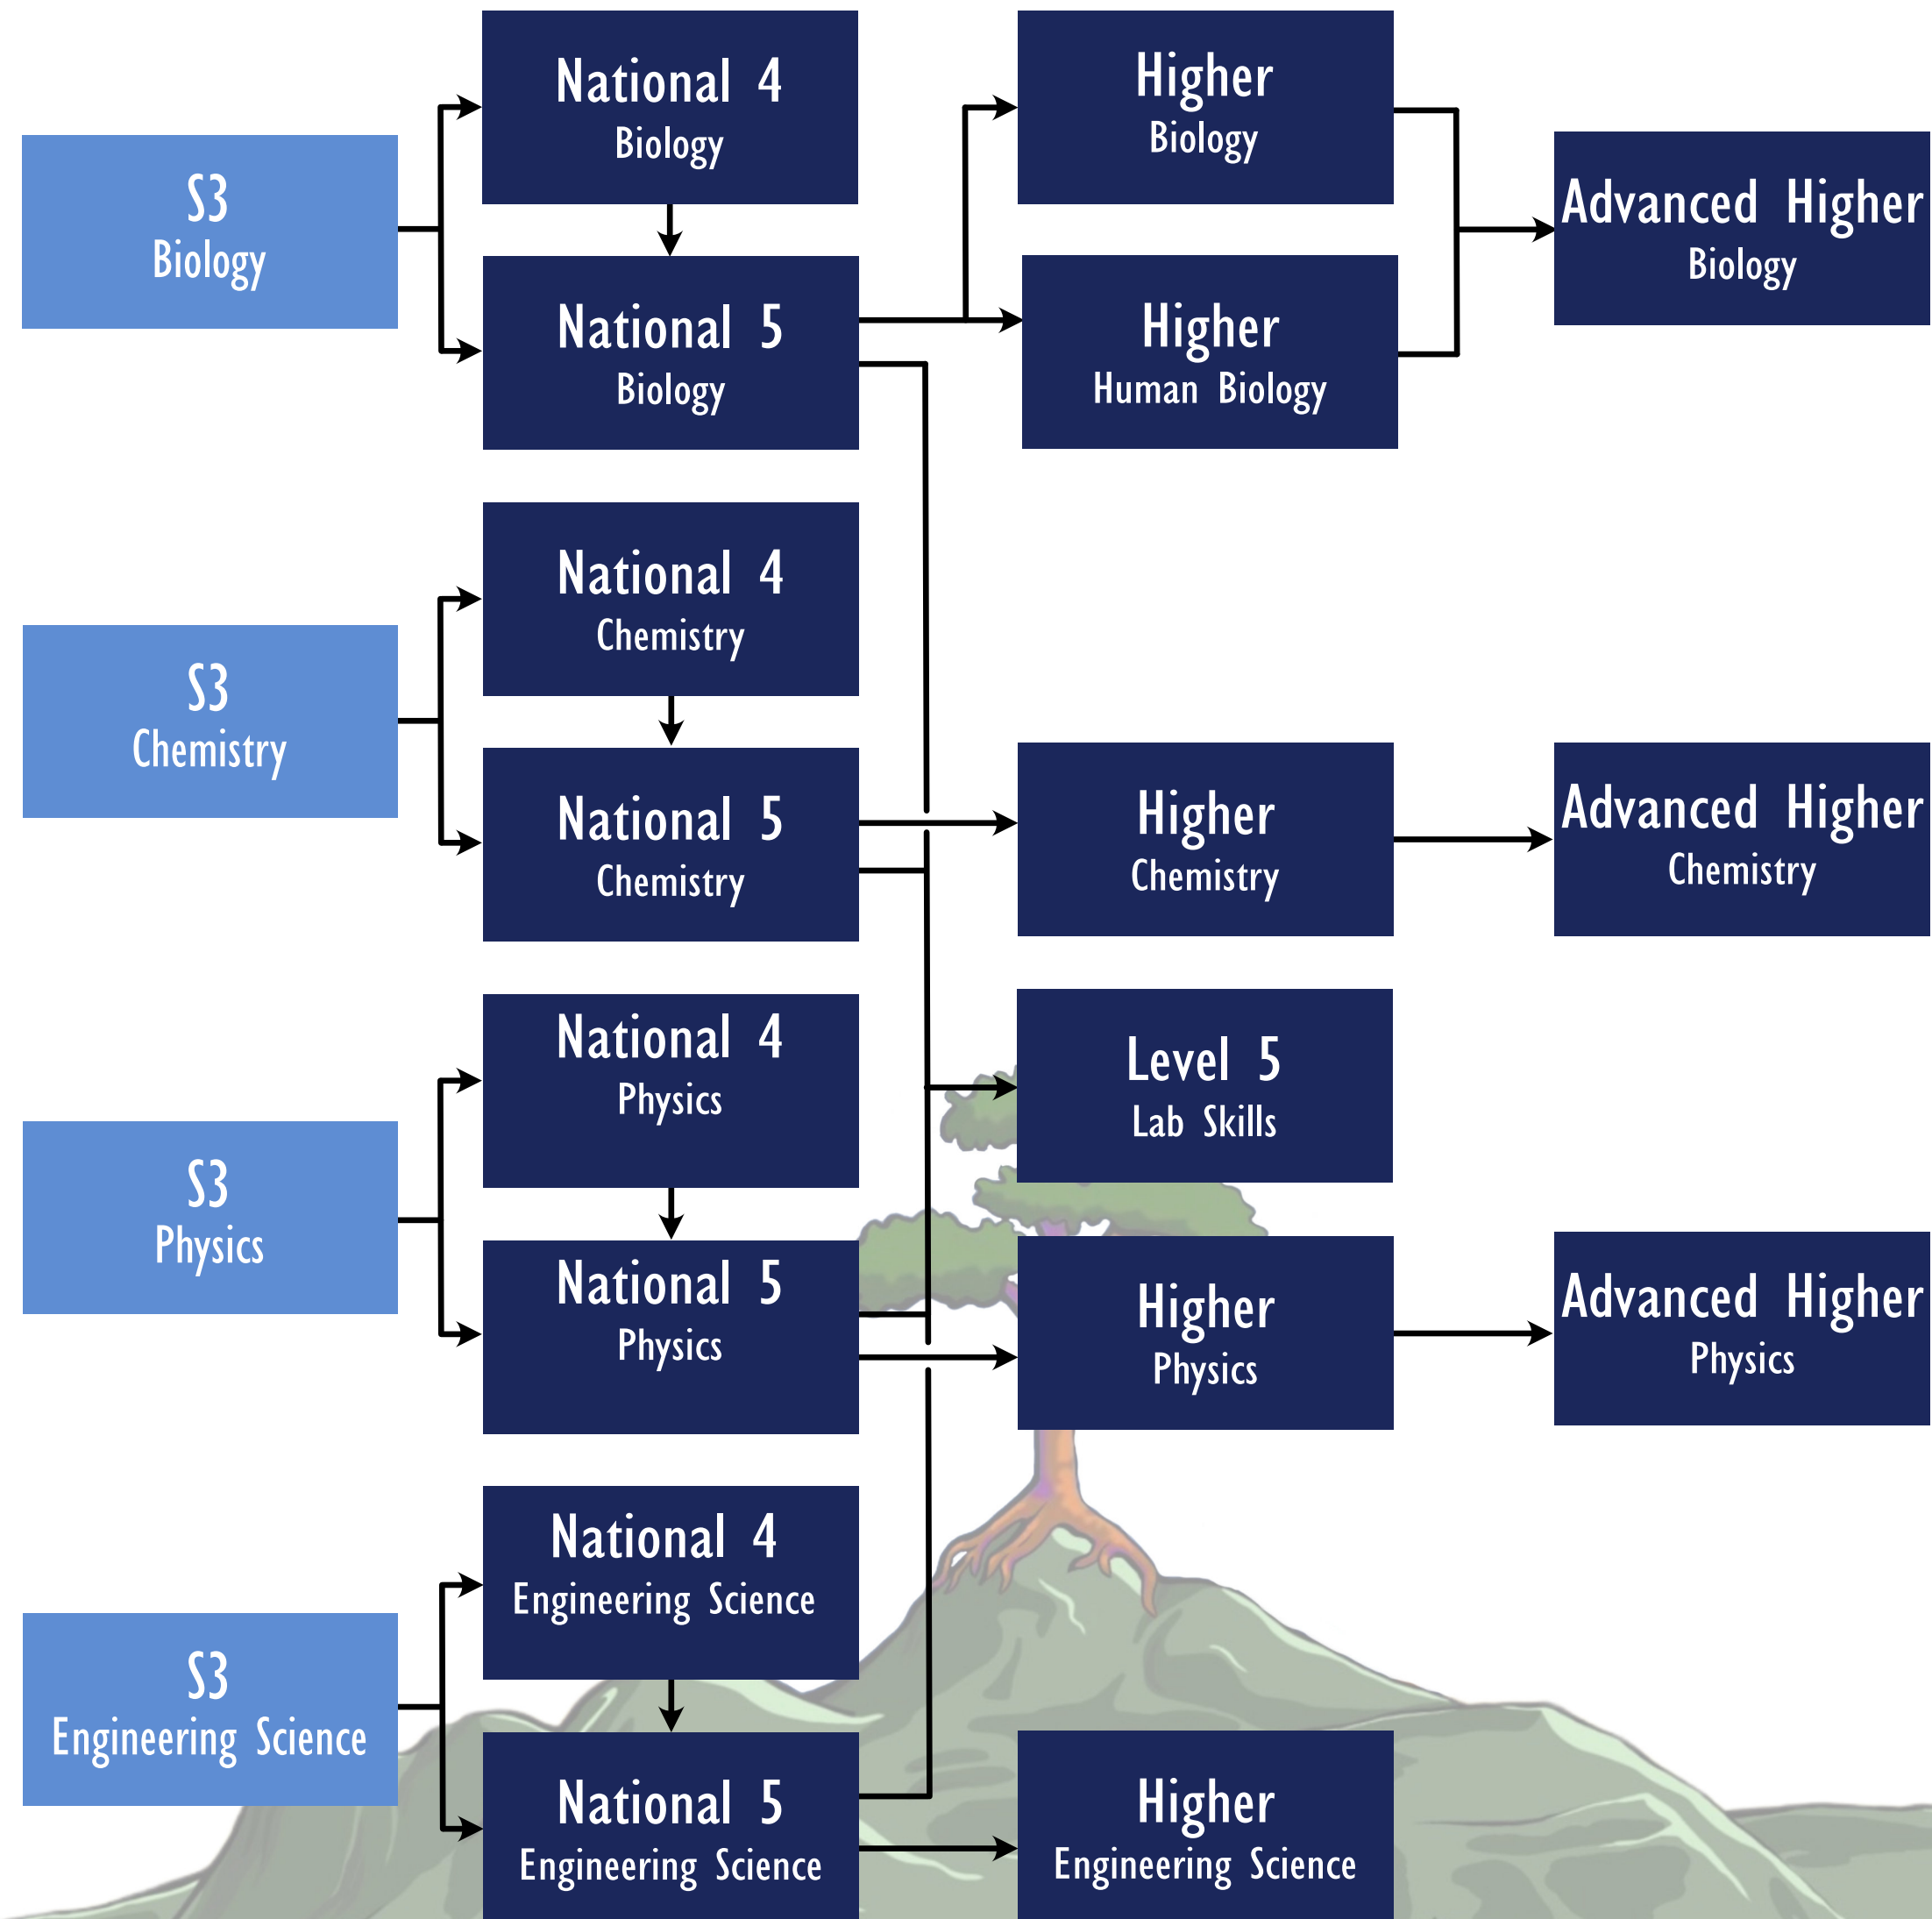 S3
Biology
National 4
Biology
National 5
Biology
Higher
Biology
Higher
Human Biology
Advanced Higher
Biology
S3
Chemistry
National 4
Chemistry
National 5
Chemistry
Higher
Chemistry
Advanced Higher
Chemistry
Level 5
Lab Skills
S3
Physics
National 4
Physics
National 5
Physics
Higher
Physics
Advanced Higher
Physics
S3
Engineering Science
National 4
Engineering Science
National 5
Engineering Science
Higher
Engineering Science